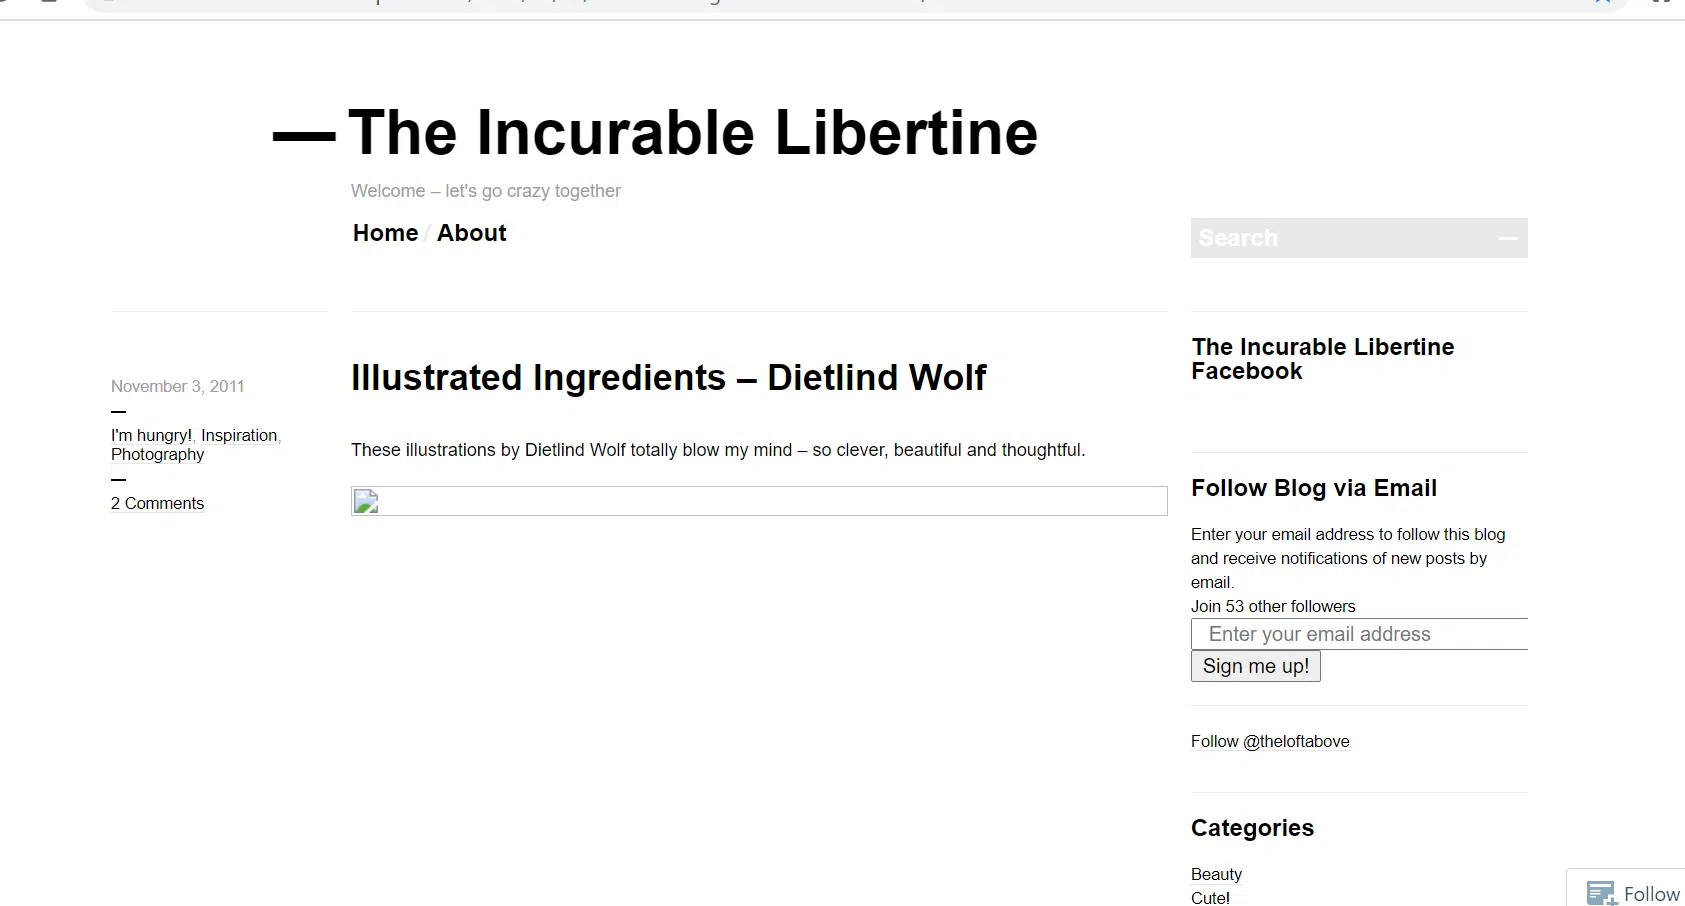 — The Incurable Libertine
Welcome – let's go crazy together
Home / About
Search
November 3, 2011
I'm hungry!, Inspiration,
Photography
2 Comments
Illustrated Ingredients – Dietlind Wolf
These illustrations by Dietlind Wolf totally blow my mind – so clever, beautiful and thoughtful.
The Incurable Libertine
Facebook
Follow Blog via Email
Enter your email address to follow this blog
and receive notifications of new posts by
email.
Join 53 other followers
Enter your email address
Sign me up!
Follow @theloftabove
Categories
Beauty
Cute!
Follow